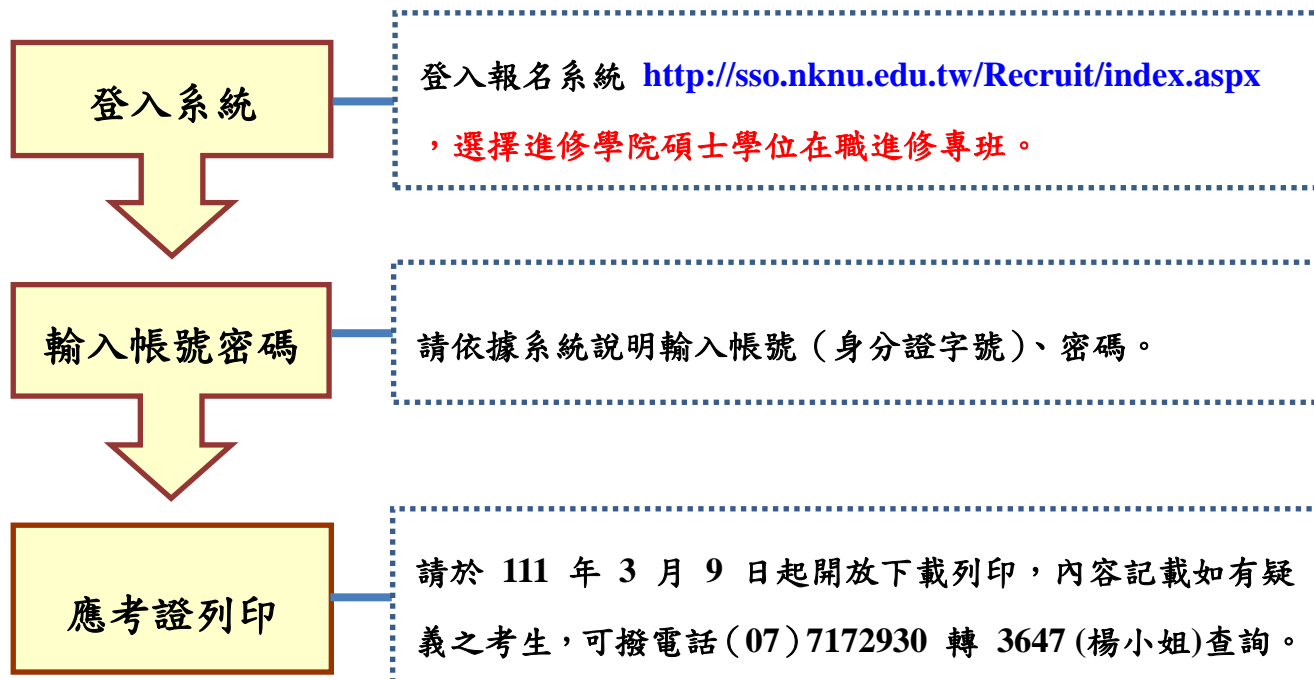 登入系統
登入報名系統 http://sso.nknu.edu.tw/Recruit/index.aspx
，選擇進修學院碩士學位在職進修專班。
輸入帳號密碼
請依據系統說明輸入帳號（身分證字號）、密碼。
應考證列印
請於 111 年 3 月 9 日起開放下載列印，內容記載如有疑
義之考生，可撥電話（07）7172930 轉 3647 (楊小姐)查詢。